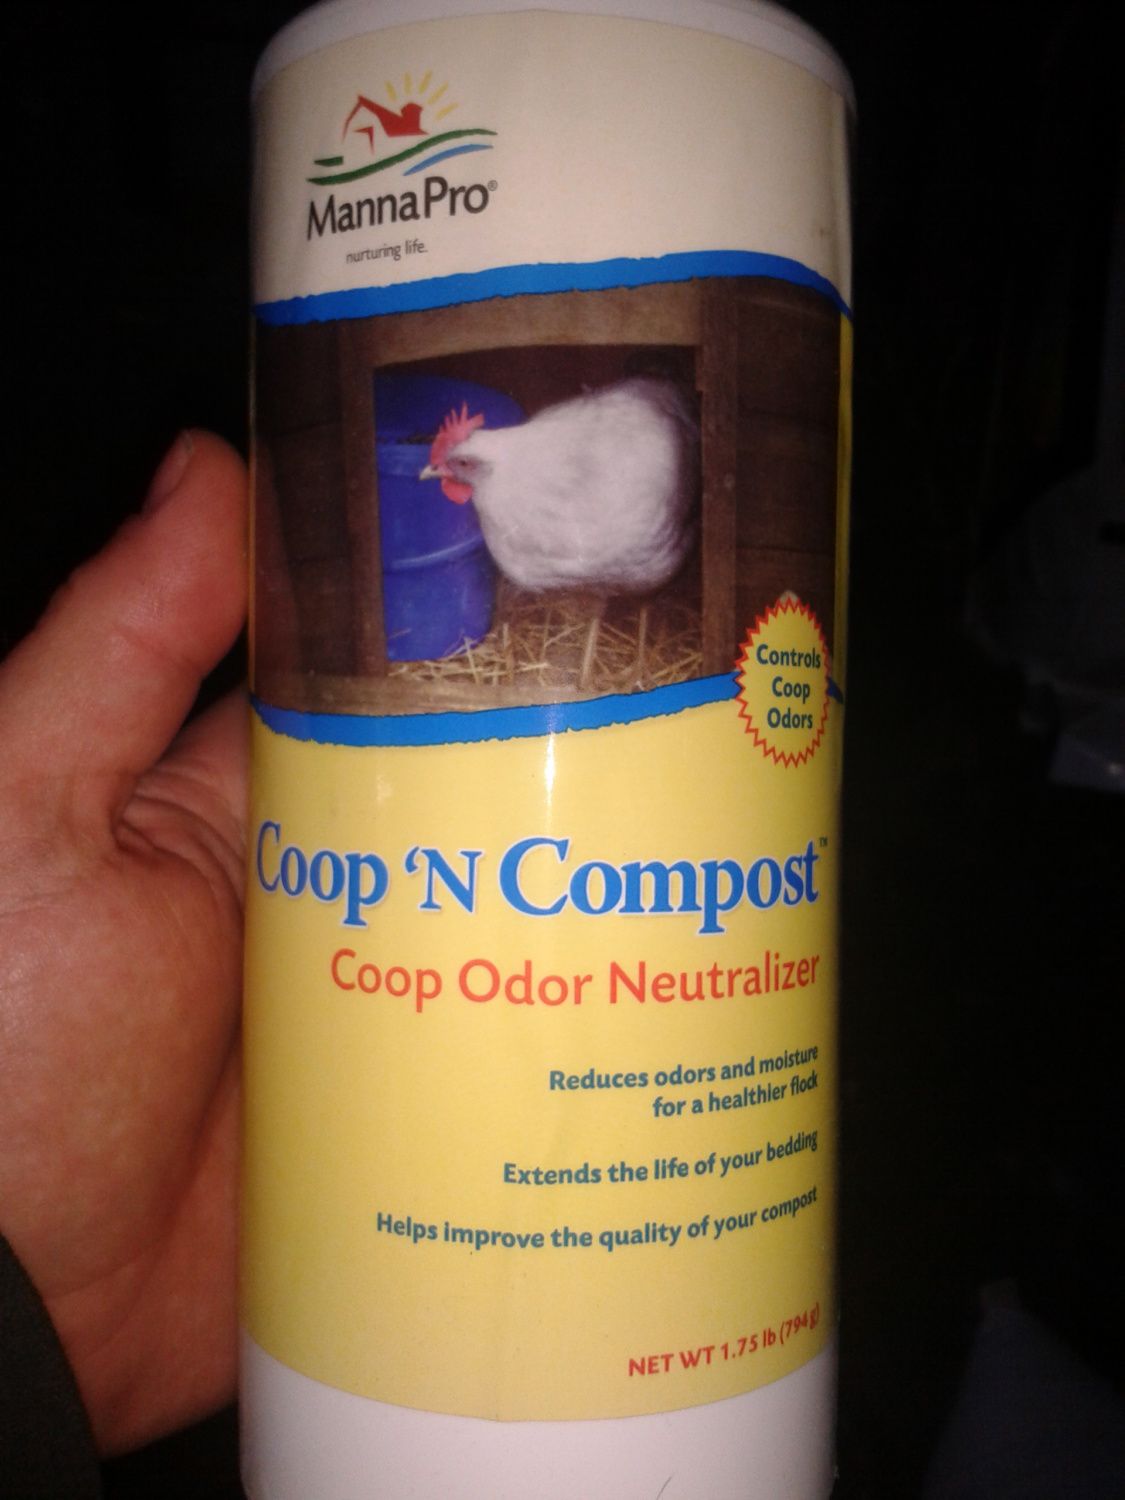 MannaPro®
nurturing life.
Controls
Coop
Odors
Coop 'N Compost™
Coop Odor Neutralizer
Reduces odors and moisture
for a healthier flock
Extends the life of your bedding
Helps improve the quality of your compost
NET WT 1.75 lb (794g)